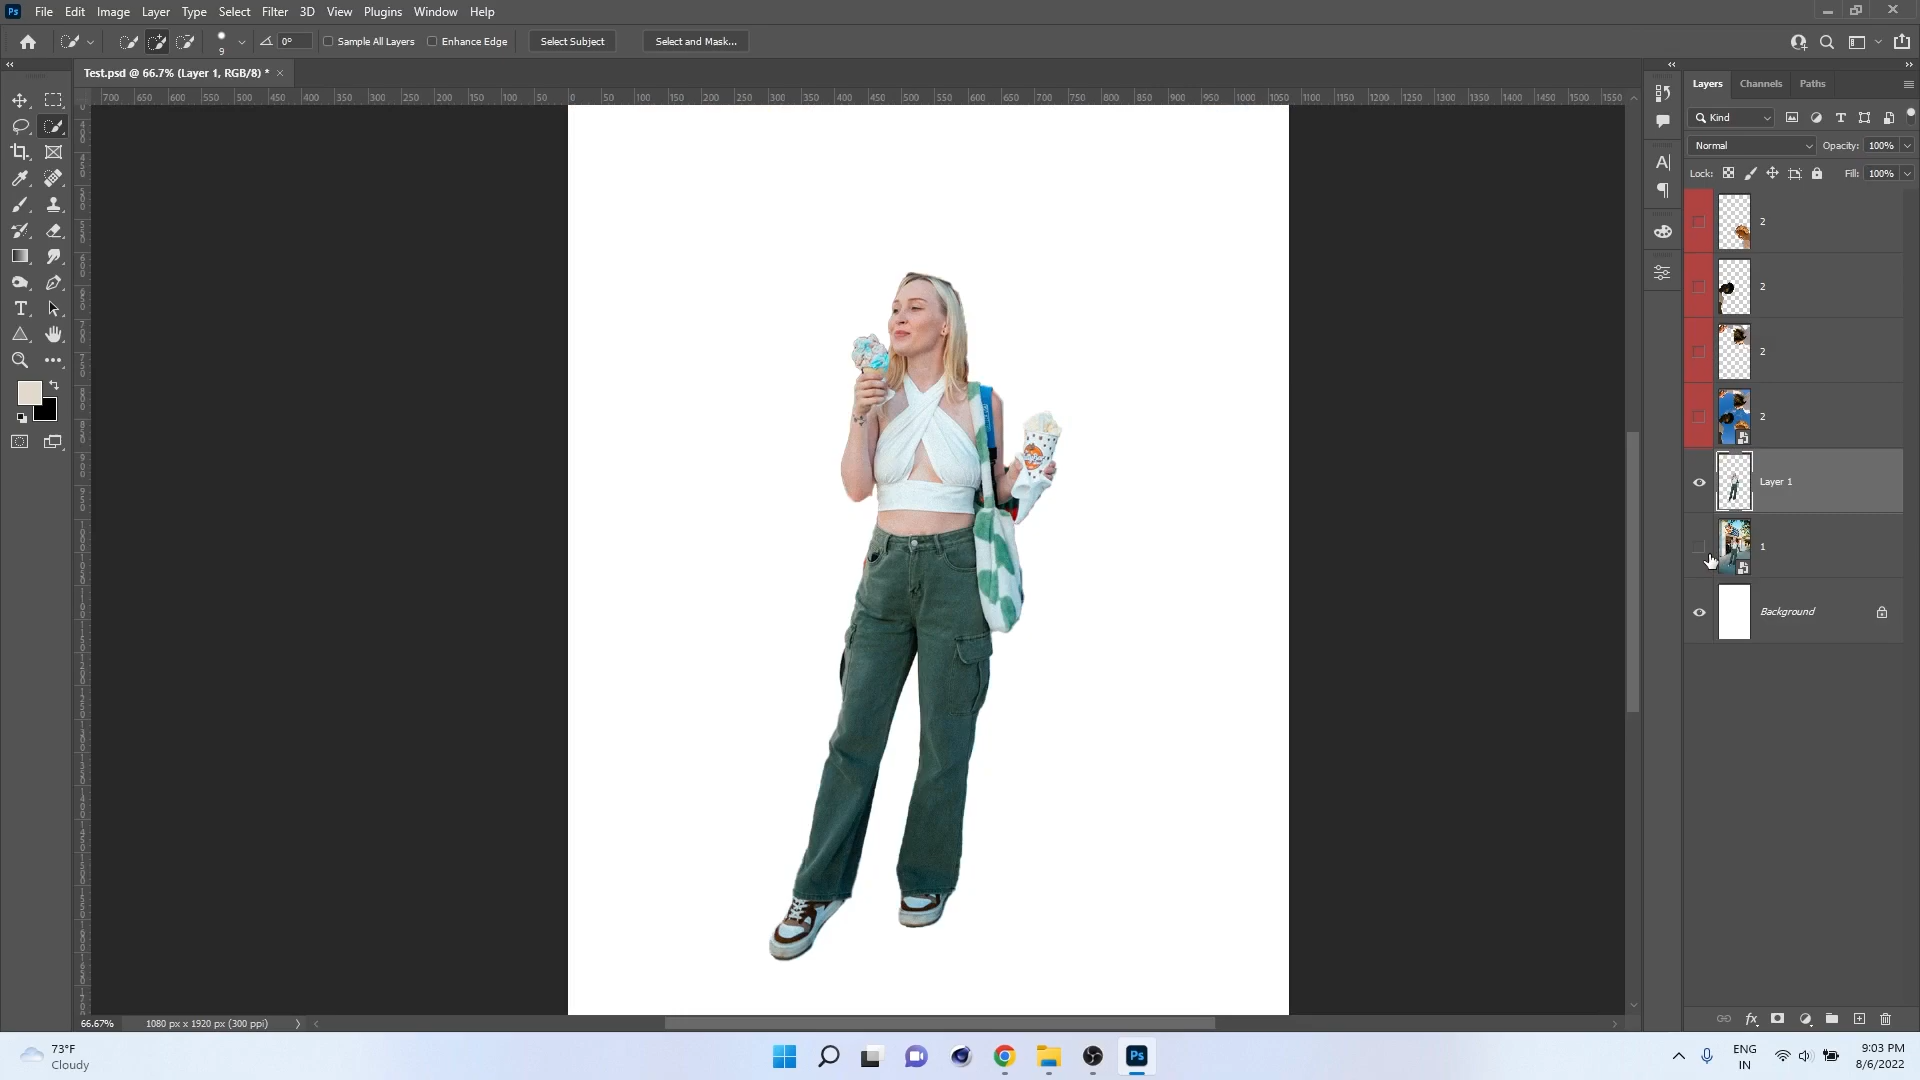 Ps File Edit Image Layer Type Select Filter 3D View Plugins Window Help
9 0° Sample All Layers Enhance Edge Select Subject Select and Mask...
Test.psd @ 66.7% (Layer 1, RGB/8) *
700 650 600 550 500 450 400 350 300 250 200 150 100 50 0 50 100 150 200 250 300 350 400 450 500 550 600 650 700 750 800 850 900 950 1000 1050 1100 1150 1200 1250 1300 1350 1400 1450 1500 1550
Layers Channels Paths
Kind
Normal Opacity: 100%
Lock: Fill: 100%
2
2
2
2
Layer 1
1
Background
66.67% 1080 px x 1920 px (300 ppi)
73°F
Cloudy
Ps
ENG
IN
9:03 PM
8/6/2022